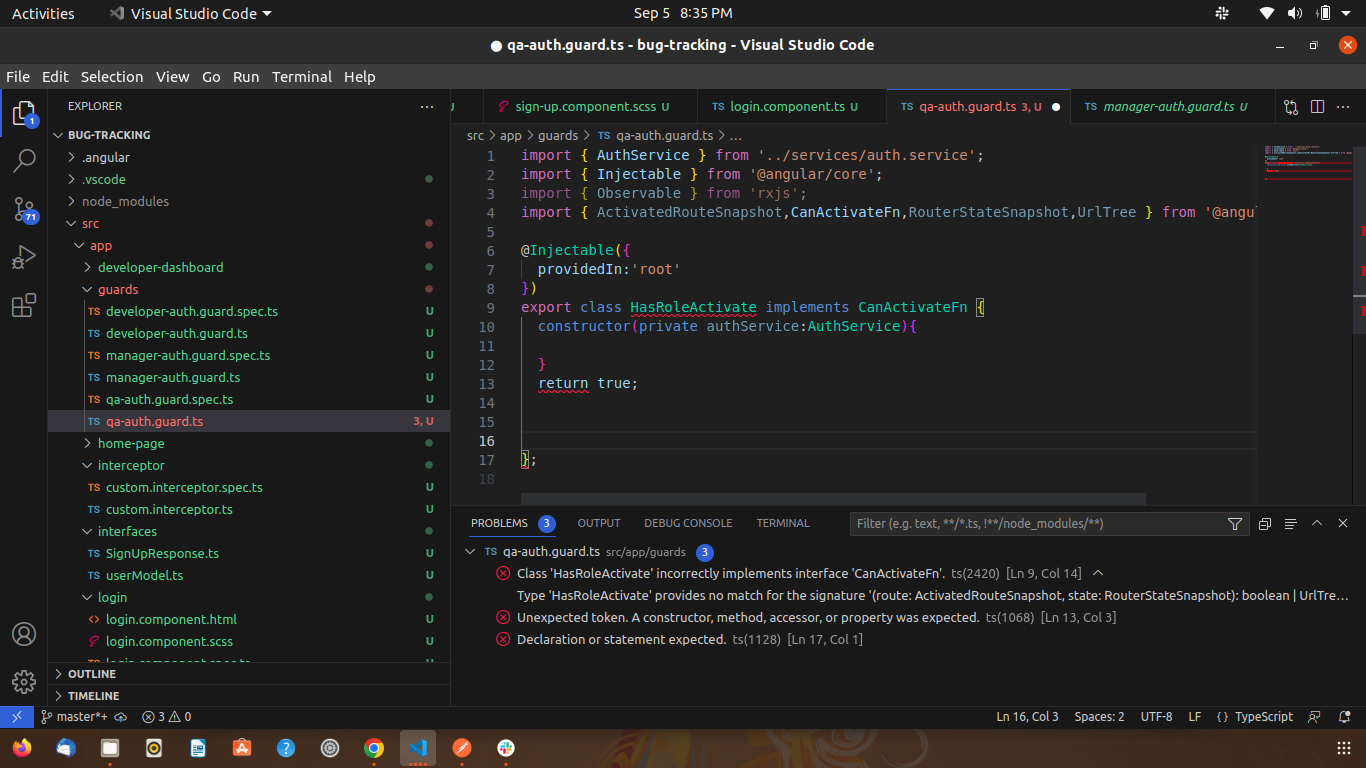 Activities
Visual Studio Code
Sep 5 8:35 PM
● qa-auth.guard.ts - bug-tracking - Visual Studio Code
File Edit Selection View Go Run Terminal Help
EXPLORER
BUG-TRACKING
.angular
.vscode
node_modules
src
app
developer-dashboard
guards
TS developer-auth.guard.spec.ts U
TS developer-auth.guard.ts U
TS manager-auth.guard.spec.ts U
TS manager-auth.guard.ts U
TS qa-auth.guard.spec.ts U
TS qa-auth.guard.ts 3, U
home-page
interceptor
TS custom.interceptor.spec.ts U
TS custom.interceptor.ts U
interfaces
TS SignUpResponse.ts U
TS userModel.ts U
login
login.component.html U
login.component.scss U
OUTLINE
TIMELINE
1
71
U
sign-up.component.scss U
TS login.component.ts U
TS qa-auth.guard.ts 3, U
TS manager-auth.guard.ts U
src > app > guards > TS qa-auth.guard.ts > ...
1 import { AuthService } from '../services/auth.service';
2 import { Injectable } from '@angular/core';
3 import { Observable } from 'rxjs';
4 import { ActivatedRouteSnapshot,CanActivateFn,RouterStateSnapshot,UrlTree } from '@angul
5
6 @Injectable({
7 providedIn:'root'
8 })
9 export class HasRoleActivate implements CanActivateFn {
10 constructor(private authService:AuthService){
11
12 }
13 return true;
14
15
16
17 };
18
PROBLEMS 3 OUTPUT DEBUG CONSOLE TERMINAL
Filter (e.g. text, **/*.ts, !**/node_modules/**)
TS qa-auth.guard.ts src/app/guards 3
Class 'HasRoleActivate' incorrectly implements interface 'CanActivateFn'. ts(2420) [Ln 9, Col 14]
Type 'HasRoleActivate' provides no match for the signature '(route: ActivatedRouteSnapshot, state: RouterStateSnapshot): boolean | UrlTre...
Unexpected token. A constructor, method, accessor, or property was expected. ts(1068) [Ln 13, Col 3]
Declaration or statement expected. ts(1128) [Ln 17, Col 1]
master*+
3 0
Ln 16, Col 3
Spaces: 2
UTF-8
LF
{ } TypeScript